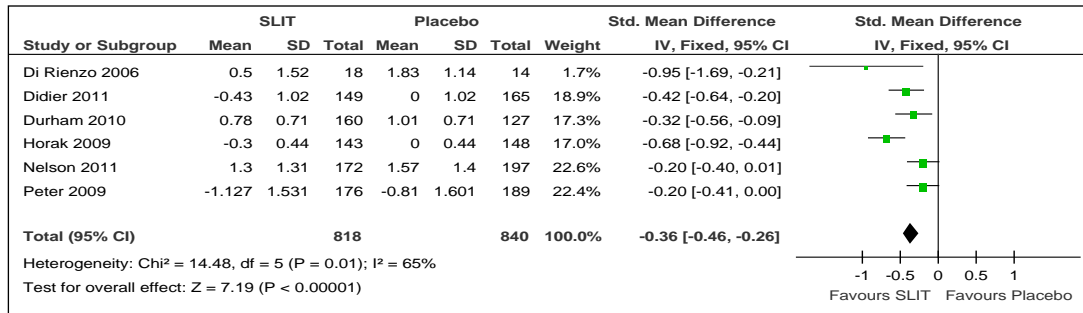 SLIT Placebo Std. Mean Difference Std. Mean Difference
Study or Subgroup Mean SD Total Mean SD Total Weight IV, Fixed, 95% CI IV, Fixed, 95% CI
Di Rienzo 2006 0.5 1.52 18 1.83 1.14 14 1.7% -0.95 [-1.69, -0.21]
Didier 2011 -0.43 1.02 149 0 1.02 165 18.9% -0.42 [-0.64, -0.20]
Durham 2010 0.78 0.71 160 1.01 0.71 127 17.3% -0.32 [-0.56, -0.09]
Horak 2009 -0.3 0.44 143 0 0.44 148 17.2% -0.68 [-0.92, -0.44]
Nelson 2011 1.3 1.31 172 1.57 1.4 197 22.6% -0.20 [-0.40, 0.01]
Peter 2009 -1.127 1.531 176 -0.81 1.601 189 22.4% -0.20 [-0.41, 0.00]
Total (95% CI) 818 840 100.0% -0.36 [-0.46, -0.26]
Heterogeneity: Chi² = 14.48, df = 5 (P = 0.01); I² = 65%
Test for overall effect: Z = 7.19 (P < 0.00001)
-1 -0.5 0 0.5 1
Favours SLIT Favours Placebo